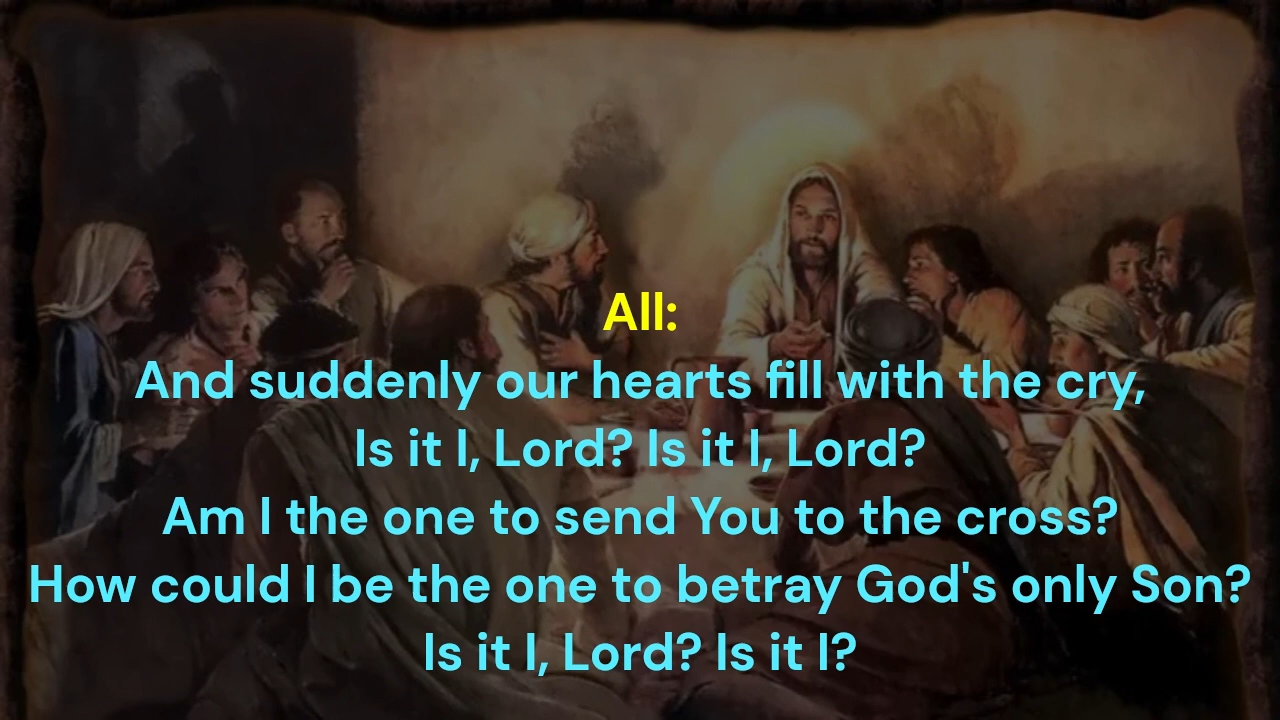 All:
And suddenly our hearts fill with the cry,
Is it I, Lord? Is it I, Lord?
Am I the one to send You to the cross?
How could I be the one to betray God's only Son?
Is it I, Lord? Is it I?